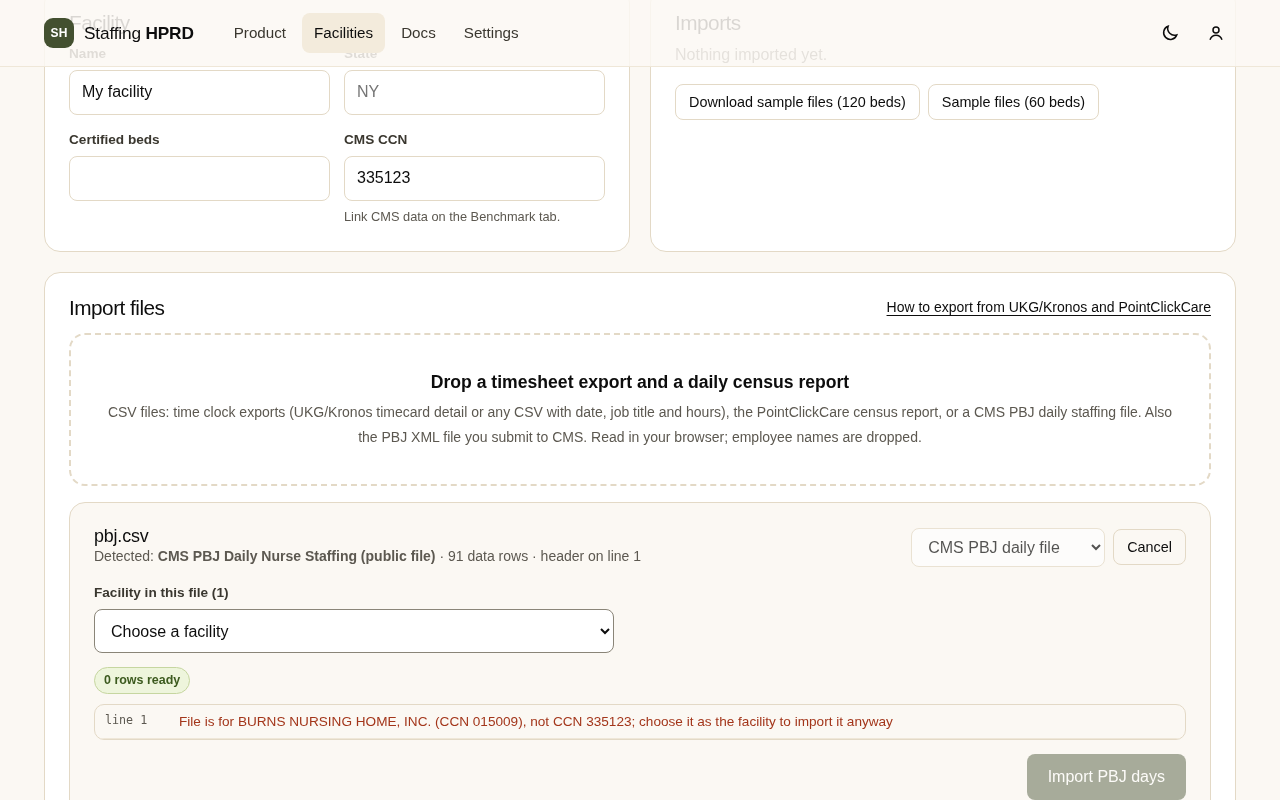 SH Staffing HPRD Product Facilities Docs Settings
Facility
Imports
Name State
Nothing imported yet.
My facility NY
Download sample files (120 beds) Sample files (60 beds)
Certified beds CMS CCN
335123
Link CMS data on the Benchmark tab.
Import files How to export from UKG/Kronos and PointClickCare
Drop a timesheet export and a daily census report
CSV files: time clock exports (UKG/Kronos timecard detail or any CSV with date, job title and hours), the PointClickCare census report, or a CMS PBJ daily staffing file. Also
the PBJ XML file you submit to CMS. Read in your browser; employee names are dropped.
pbj.csv
Detected: CMS PBJ Daily Nurse Staffing (public file) · 91 data rows · header on line 1
CMS PBJ daily file Cancel
Facility in this file (1)
Choose a facility
0 rows ready
line 1 File is for BURNS NURSING HOME, INC. (CCN 015009), not CCN 335123; choose it as the facility to import it anyway
Import PBJ days